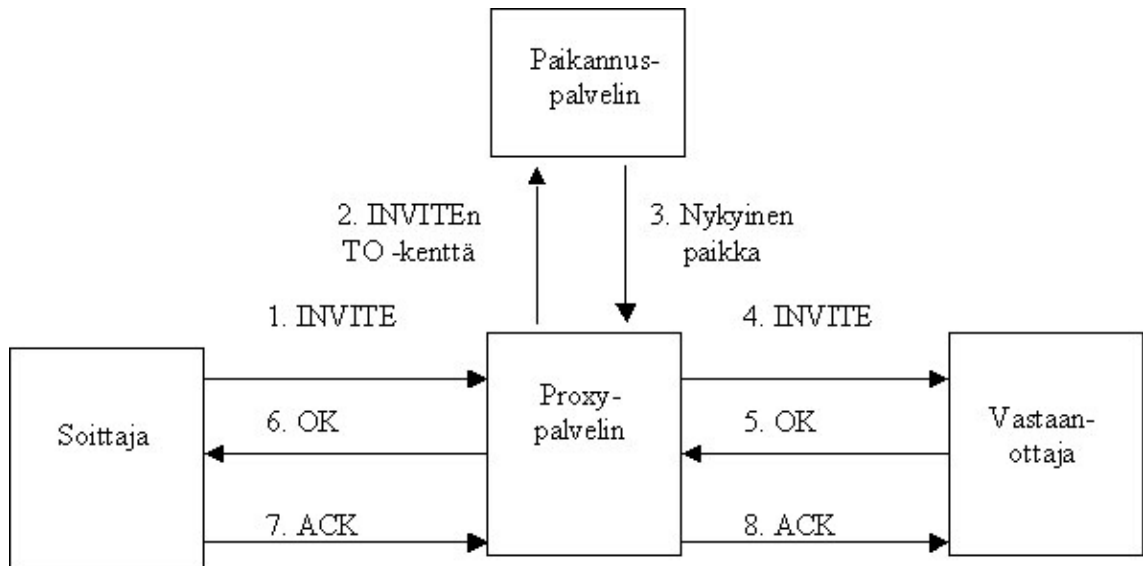 Paikannus-
palvelin
2. INVITEn
TO -kenttä
3. Nykyinen
paikka
1. INVITE
4. INVITE
Soittaja
6. OK
Proxy-
palvelin
5. OK
Vastaan-
ottaja
7. ACK
8. ACK